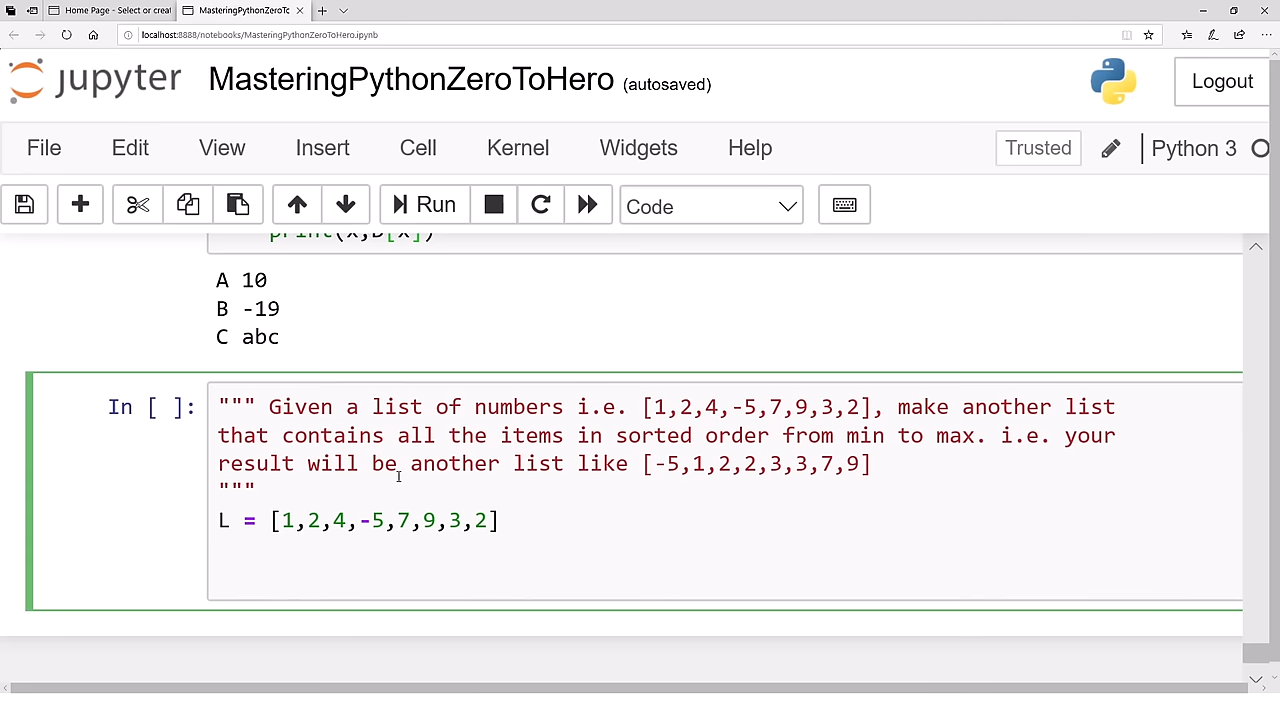 Home Page - Select or creat
MasteringPythonZeroTo
localhost:8888/notebooks/MasteringPythonZeroToHero.ipynb
jupyter MasteringPythonZeroToHero (autosaved)
Logout
File Edit View Insert Cell Kernel Widgets Help
Trusted
Python 3
Run
Code
print(x,D[x])
A 10
B -19
C abc
In [ ]:
""" Given a list of numbers i.e. [1,2,4,-5,7,9,3,2], make another list
that contains all the items in sorted order from min to max. i.e. your
result will be another list like [-5,1,2,2,3,3,7,9]
"""
L = [1,2,4,-5,7,9,3,2]